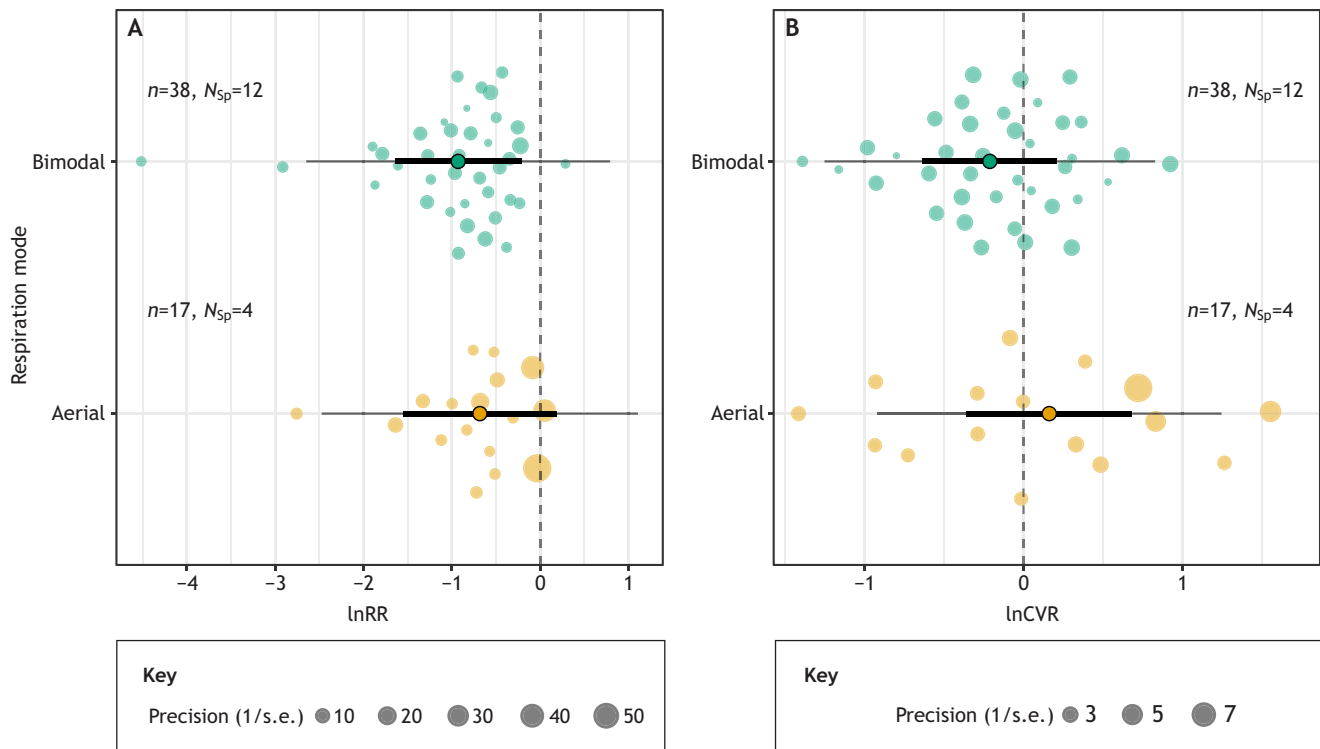 A
n=38, NSp=12
Bimodal
n=17, NSp=4
Aerial
Respiration mode
−4 −3 −2 −1 0 1
lnRR
Key
Precision (1/s.e.) 10 20 30 40 50
B
n=38, NSp=12
Bimodal
n=17, NSp=4
Aerial
−1 0 1
lnCVR
Key
Precision (1/s.e.) 3 5 7